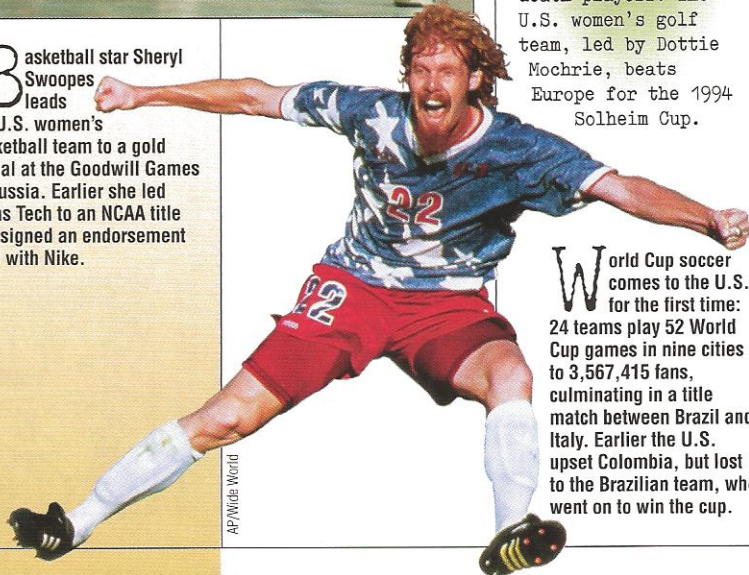 asketball star Sheryl
Swoopes
leads
U.S. women's
ketball team to a gold
al at the Goodwill Games
ussia. Earlier she led
s Tech to an NCAA title
signed an endorsement
with Nike.
U.S. women's golf
team, led by Dottie
Mochrie, beats
Europe for the 1994
Solheim Cup.
22
22
adidas
World Cup soccer
comes to the U.S.
for the first time:
24 teams play 52 World
Cup games in nine cities
to 3,567,415 fans,
culminating in a title
match between Brazil and
Italy. Earlier the U.S.
upset Colombia, but lost
to the Brazilian team, wh
went on to win the cup.
AP/Wide World